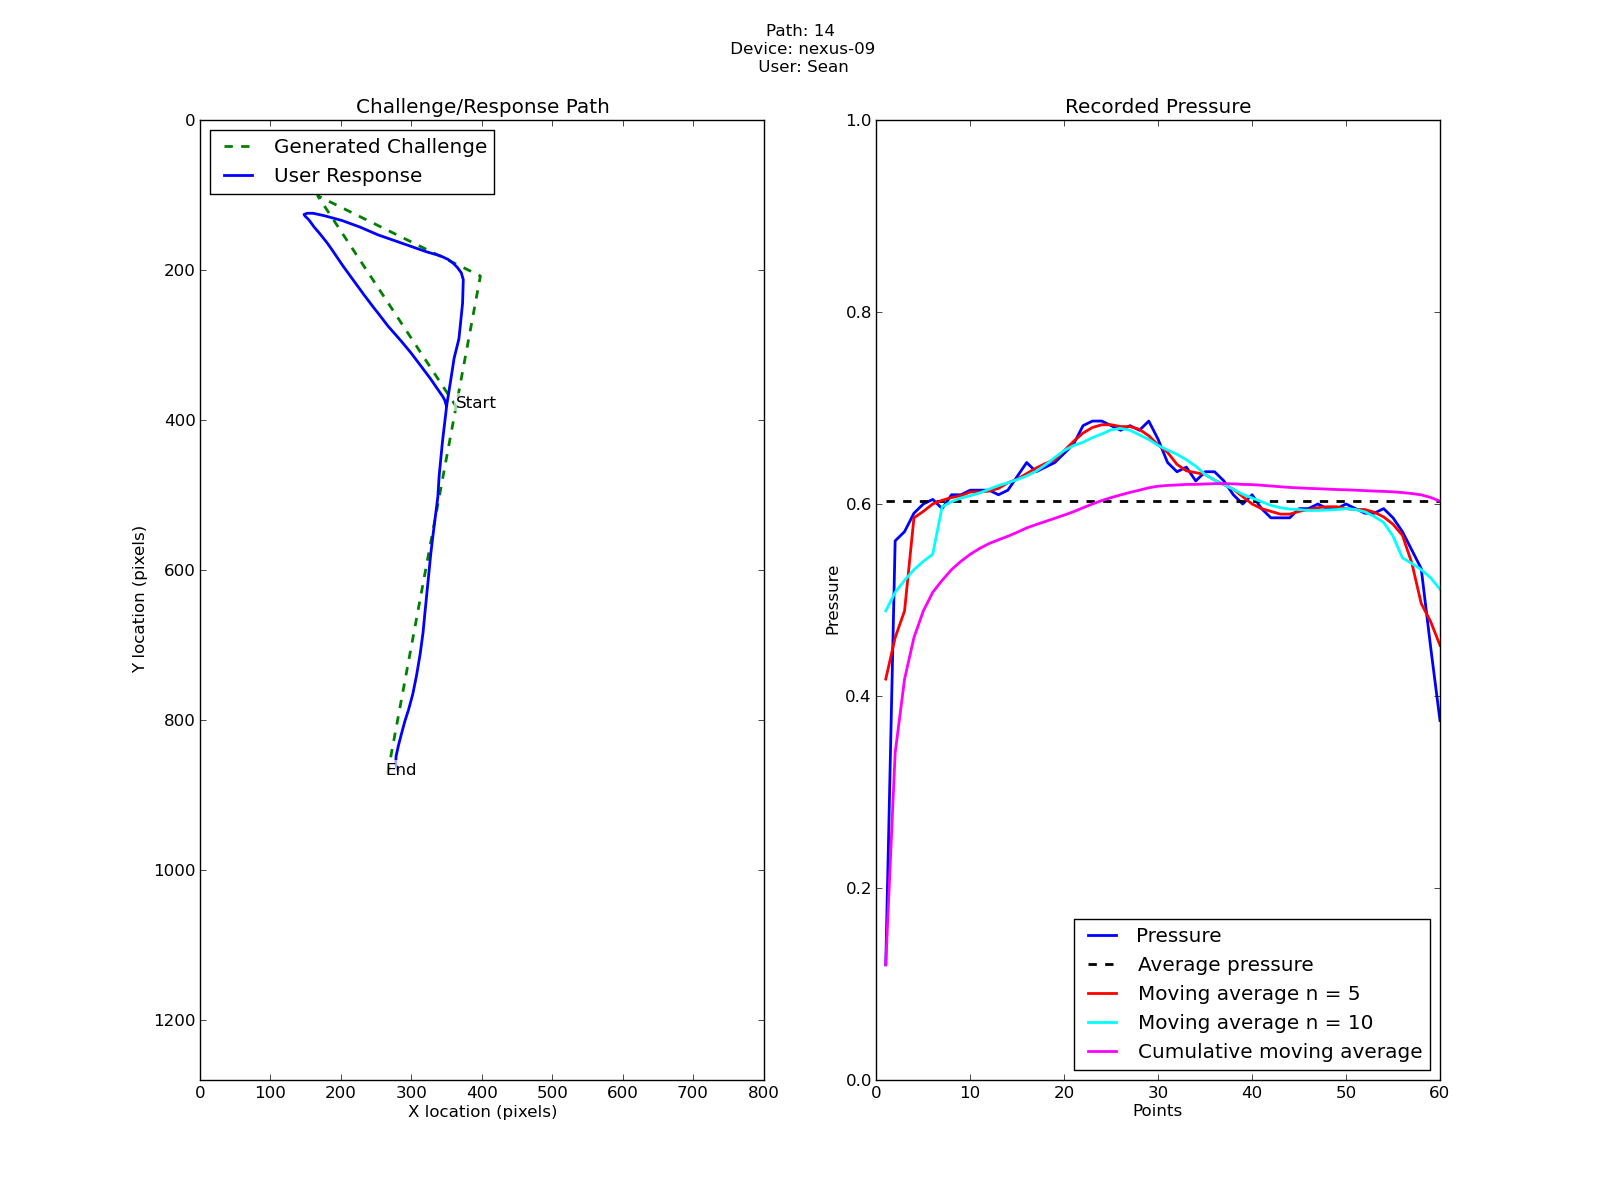 Path: 14
Device: nexus-09
User: Sean
Challenge/Response Path
Generated Challenge
User Response
Start
End
0
200
400
600
800
1000
1200
Y location (pixels)
0 100 200 300 400 500 600 700 800
X location (pixels)
Recorded Pressure
1.0
0.8
0.6
0.4
0.2
0.0
Pressure
Pressure
Average pressure
Moving average n = 5
Moving average n = 10
Cumulative moving average
0 10 20 30 40 50 60
Points